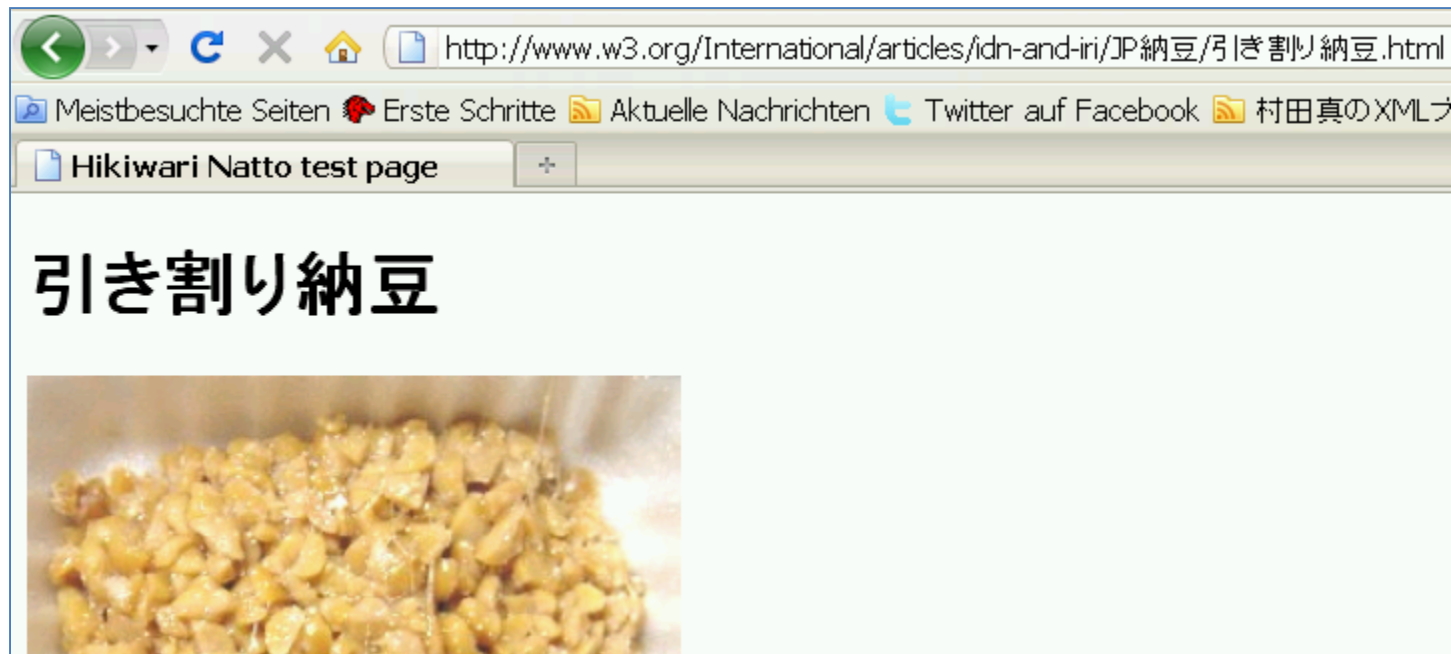 http://www.w3.org/International/articles/idn-and-iri/JP納豆/引き割り納豆.html
Meistbesuchte Seiten Erste Schritte Aktuelle Nachrichten Twitter auf Facebook 村田真のXMLブ
Hikiwari Natto test page
引き割り納豆